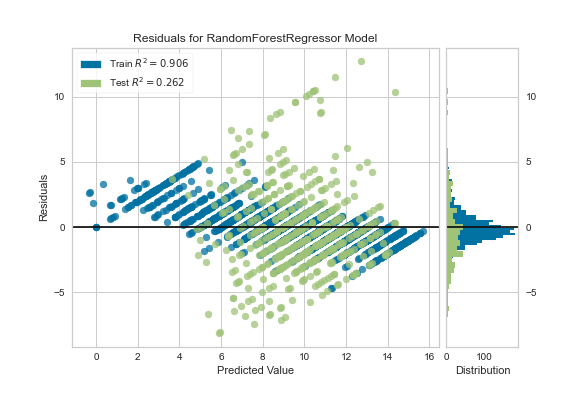 Residuals for RandomForestRegressor Model
Train R² = 0.906
Test R² = 0.262
Residuals
10
5
0
−5
0 2 4 6 8 10 12 14 16
Predicted Value
10
5
0
−5
0 100
Distribution